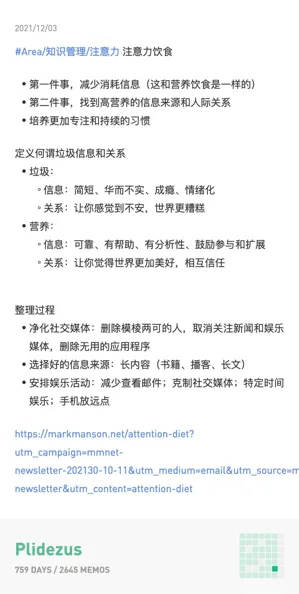 2021/12/03
#Area/知识管理/注意力 注意力饮食
• 第一件事，减少消耗信息（这和营养饮食是一样的）
• 第二件事，找到高营养的信息来源和人际关系
• 培养更加专注和持续的习惯
定义何谓垃圾信息和关系
• 垃圾：
◦ 信息：简短、华而不实、成瘾、情绪化
◦ 关系：让你感觉到不安，世界更糟糕
• 营养：
◦ 信息：可靠、有帮助、有分析性、鼓励参与和扩展
◦ 关系：让你觉得世界更加美好，相互信任
整理过程
• 净化社交媒体：删除模棱两可的人，取消关注新闻和娱乐
媒体，删除无用的应用程序
• 选择好的信息来源：长内容（书籍、播客、长文）
• 安排娱乐活动：减少查看邮件；克制社交媒体；特定时间
娱乐；手机放远点
https://markmanson.net/attention-diet?
utm_campaign=mmnet-
newsletter-202130-10-11&utm_medium=email&utm_source=m
newsletter&utm_content=attention-diet
Plidezus
759 DAYS / 2645 MEMOS